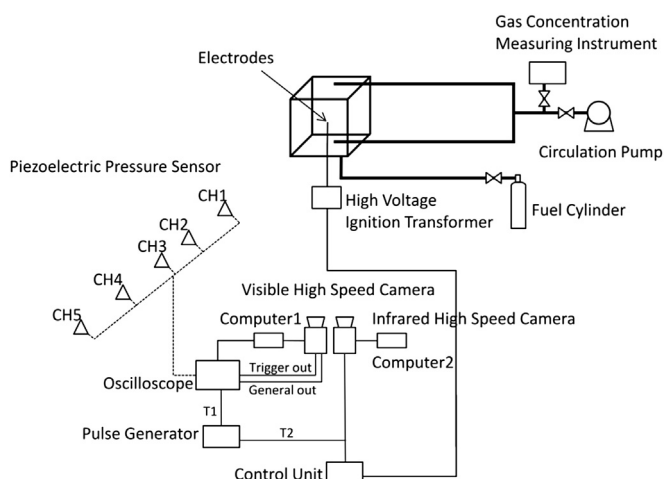 Gas Concentration
Measuring Instrument
Electrodes
Circulation Pump
Piezoelectric Pressure Sensor
High Voltage
Ignition Transformer
Fuel Cylinder
CH1
CH2
CH3
CH4
CH5
Visible High Speed Camera
Computer1
Infrared High Speed Camera
Computer2
Trigger out
Oscilloscope
General out
T1
Pulse Generator
T2
Control Unit